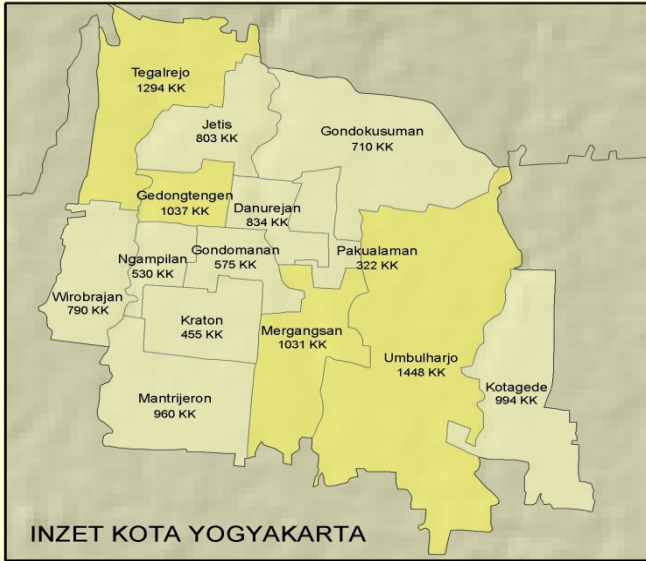 Tegalrejo
1294 KK
Jetis
803 KK
Gondokusuman
710 KK
Gedongtengen
1037 KK
Danurejan
834 KK
Pakualaman
322 KK
Ngampilan
530 KK
Gondomanan
575 KK
Wirobrajan
790 KK
Kraton
455 KK
Mergangsan
1031 KK
Umbulharjo
1448 KK
Kotagede
994 KK
Mantrijeron
960 KK
INZET KOTA YOGYAKARTA